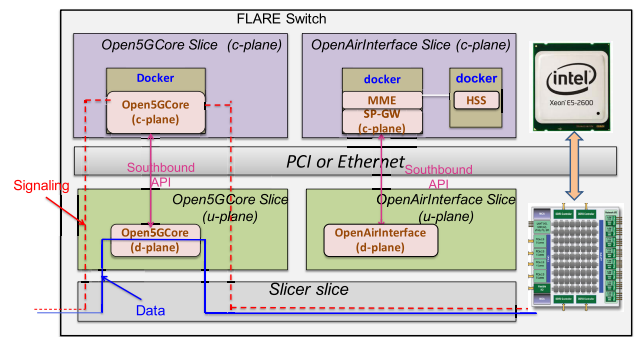 FLARE Switch
Open5GCore Slice (c-plane)
OpenAirInterface Slice (c-plane)
Docker
docker
docker
Open5GCore
(c-plane)
MME
SP-GW
(c-plane)
HSS
intel
Xeon E5-2600
PCI or Ethernet
Southbound
API
Southbound
API
Signaling
Open5GCore Slice
(u-plane)
OpenAirInterface Slice
(u-plane)
Open5GCore
(d-plane)
OpenAirInterface
(d-plane)
Slicer slice
Data